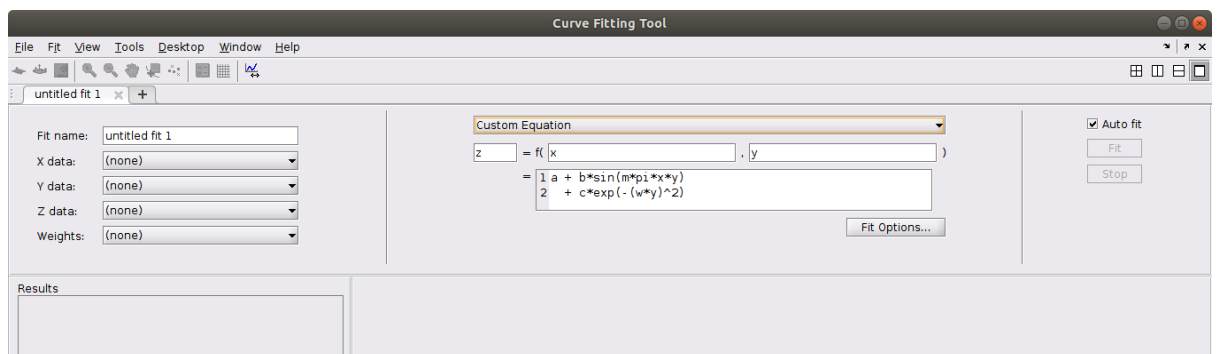 Curve Fitting Tool
File Fit View Tools Desktop Window Help
untitled fit 1
Fit name: untitled fit 1
X data: (none)
Y data: (none)
Z data: (none)
Weights: (none)
Custom Equation
z = f( x , y )
= 1 a + b*sin(m*pi*x*y)
2 + c*exp(-(w*y)^2)
Fit Options...
Auto fit
Fit
Stop
Results